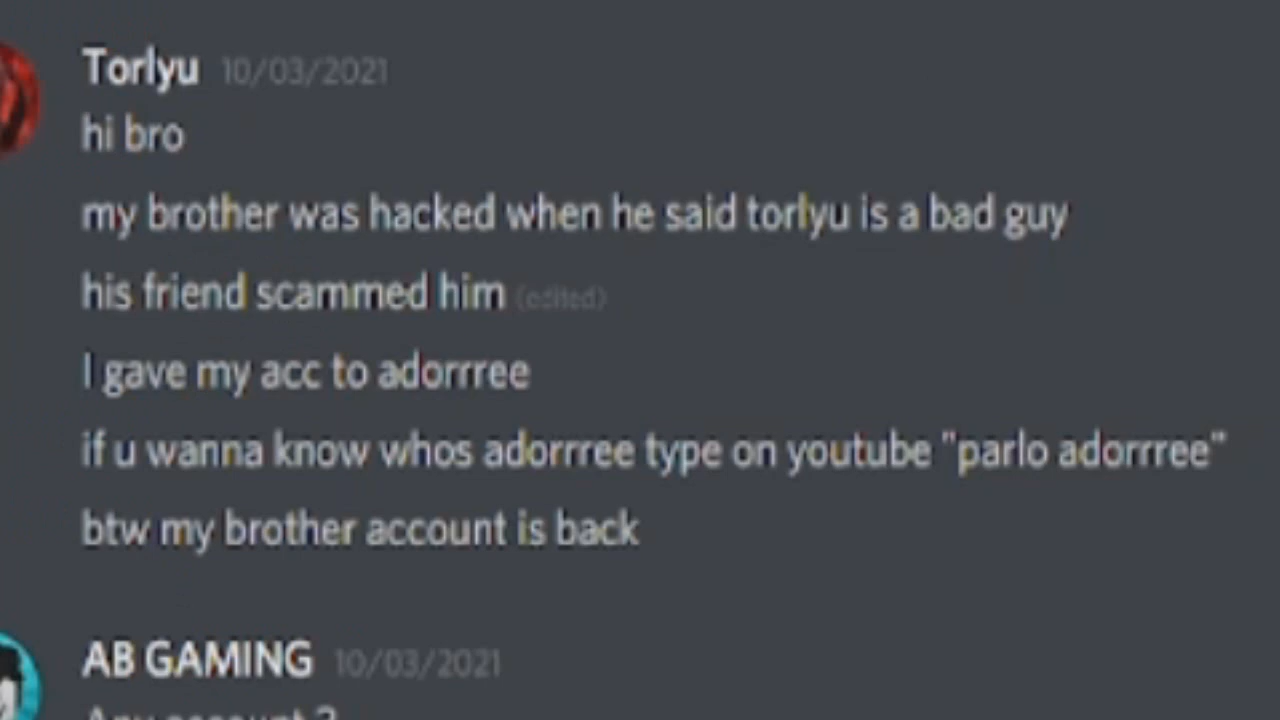 Torlyu 10/03/2021
hi bro
my brother was hacked when he said torlyu is a bad guy
his friend scammed him (edited)
I gave my acc to adorrree
if u wanna know whos adorrree type on youtube "parlo adorrree"
btw my brother account is back
AB GAMING 10/03/2021
Any account ?